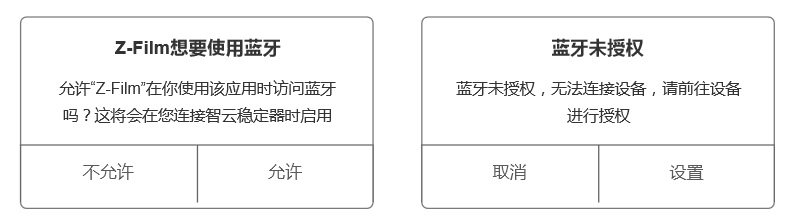 Z-Film想要使用蓝牙
允许“Z-Film”在你使用该应用时访问蓝牙
吗？这将会在您连接智云稳定器时启用
不允许
允许
蓝牙未授权
蓝牙未授权，无法连接设备，请前往设备
进行授权
取消
设置